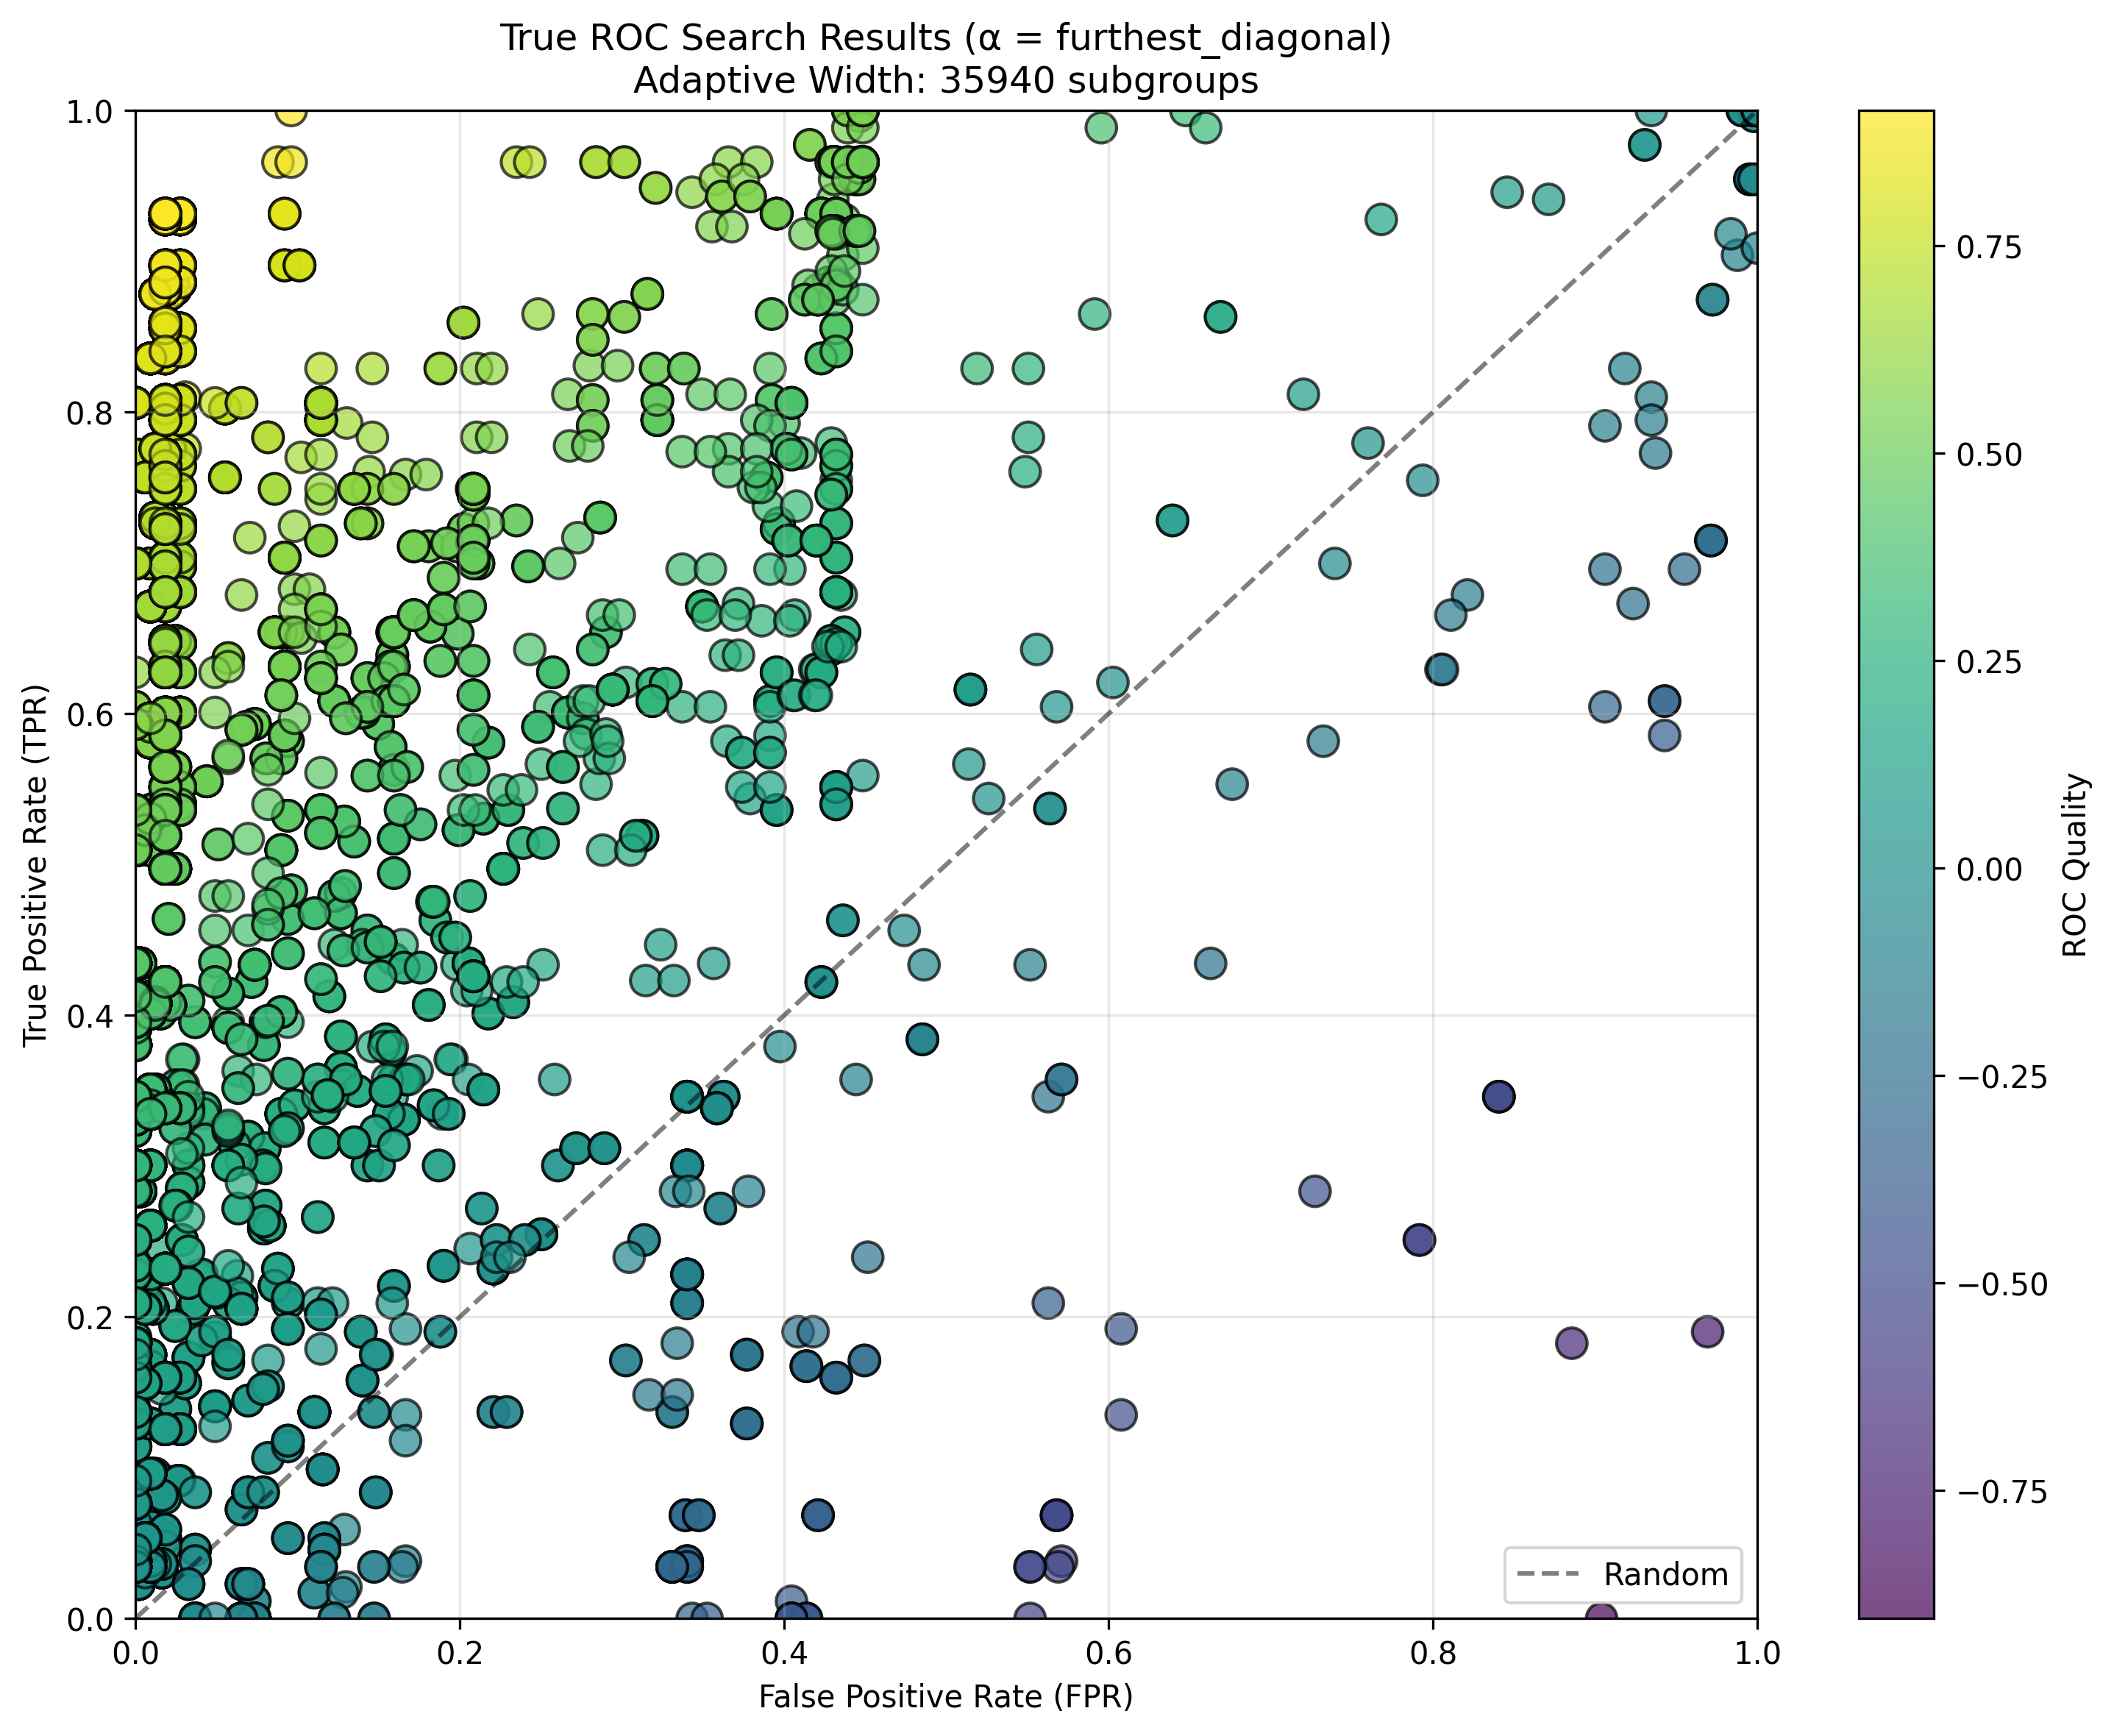 True ROC Search Results (α = furthest_diagonal)
Adaptive Width: 35940 subgroups
1.0
0.8
0.6
0.4
0.2
0.0
True Positive Rate (TPR)
0.0 0.2 0.4 0.6 0.8 1.0
False Positive Rate (FPR)
Random
0.75
0.50
0.25
0.00
−0.25
−0.50
−0.75
ROC Quality